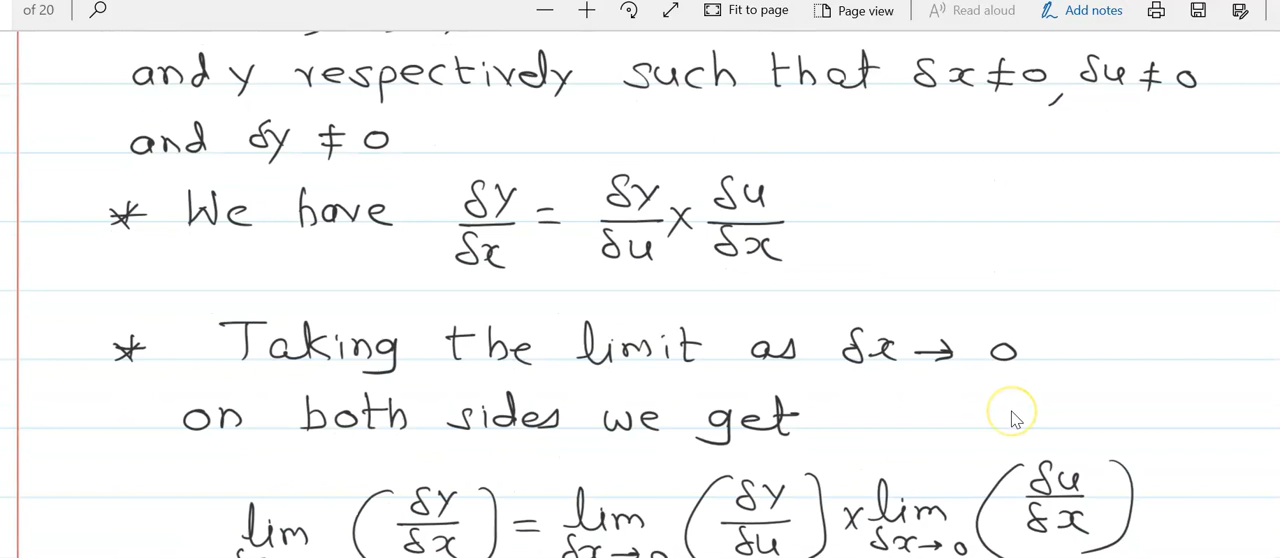 of 20 Fit to page Page view Read aloud Add notes
and y respectively such that δx ≠ 0, δu ≠ 0
and δy ≠ 0
* We have δy/δx = δy/δu × δu/δx
* Taking the limit as δx → 0
on both sides we get
lim (δy/δx) = lim δx→0 (δy/δu) × lim δx→0 (δu/δx)